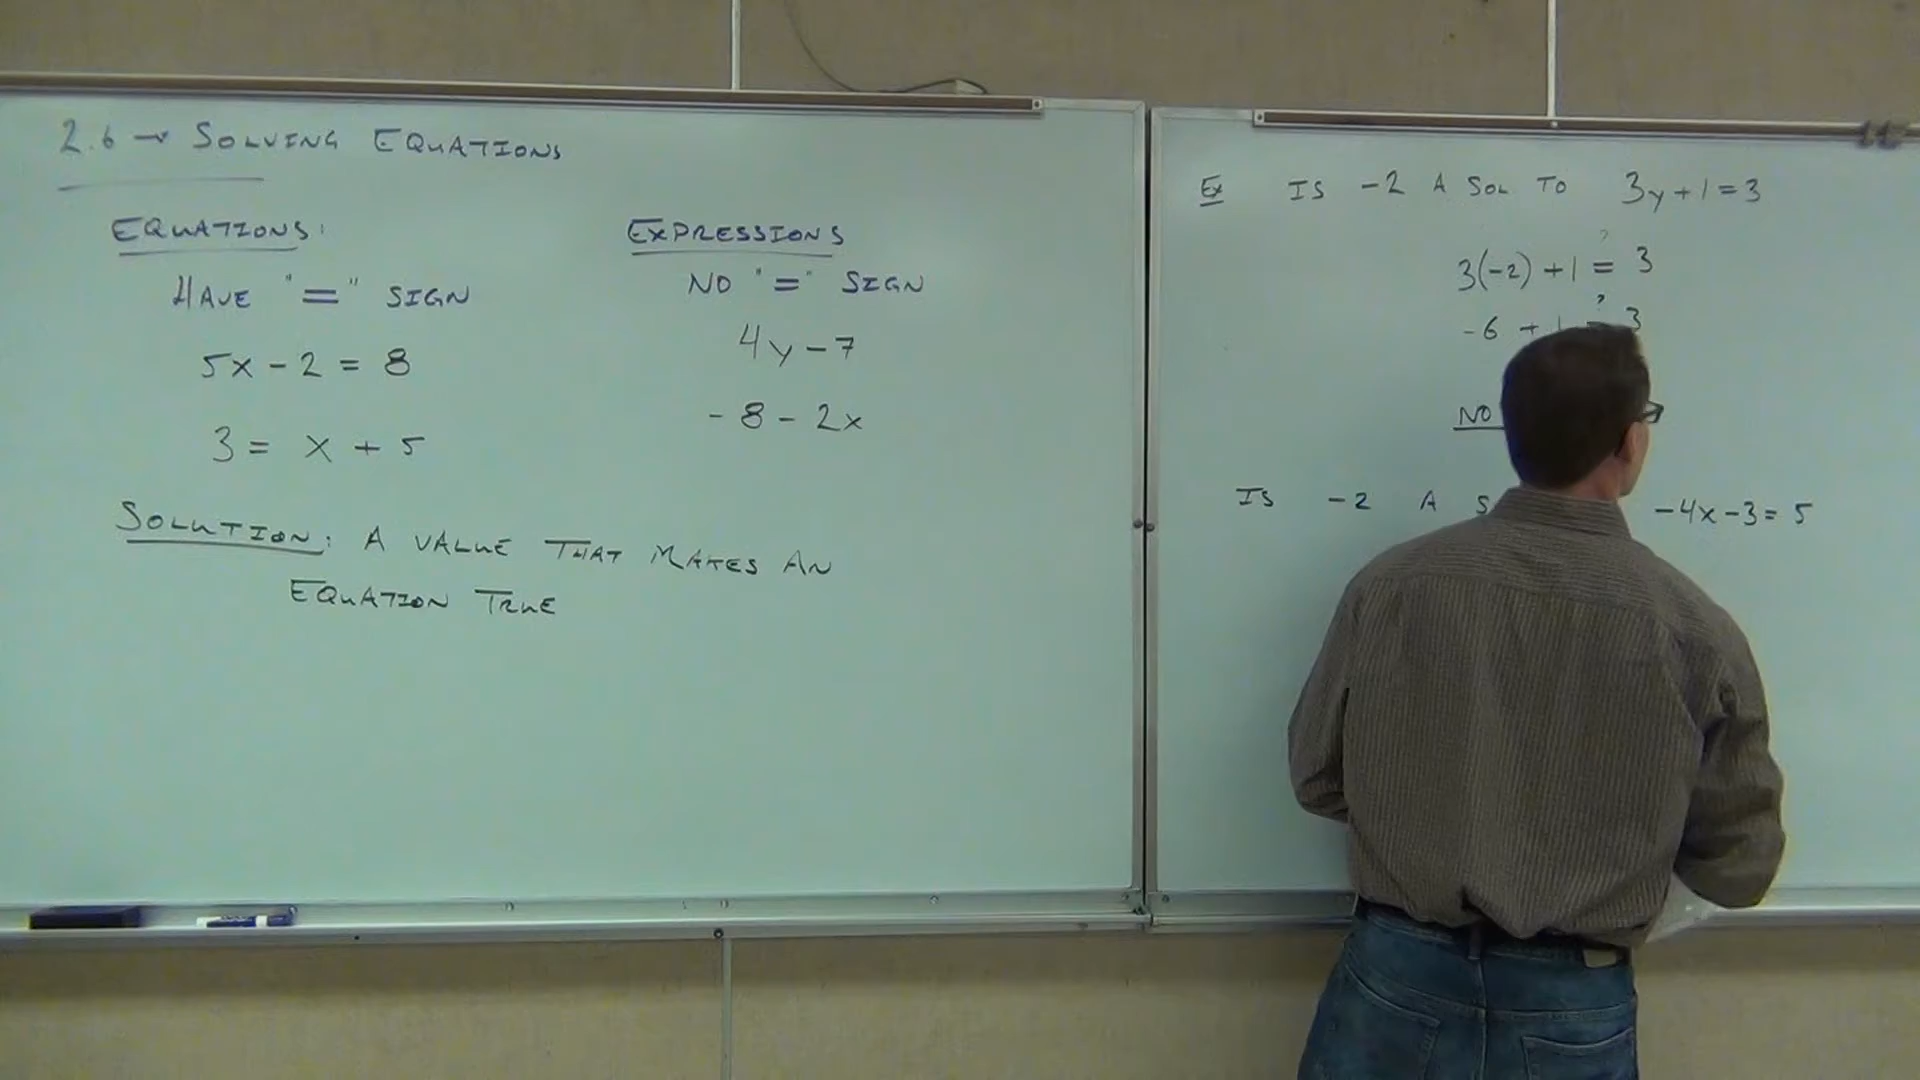 2.6 → SOLVING EQUATIONS
EQUATIONS:
HAVE "=" SIGN
5x - 2 = 8
3 = x + 5
EXPRESSIONS
NO "=" SIGN
4y - 7
- 8 - 2x
SOLUTION: A VALUE THAT MAKES AN
EQUATION TRUE
Ex IS -2 A SOL TO 3y + 1 = 3
3(-2) + 1 =? 3
-6 + 1 =? 3
NO
IS -2 A S -4x - 3 = 5